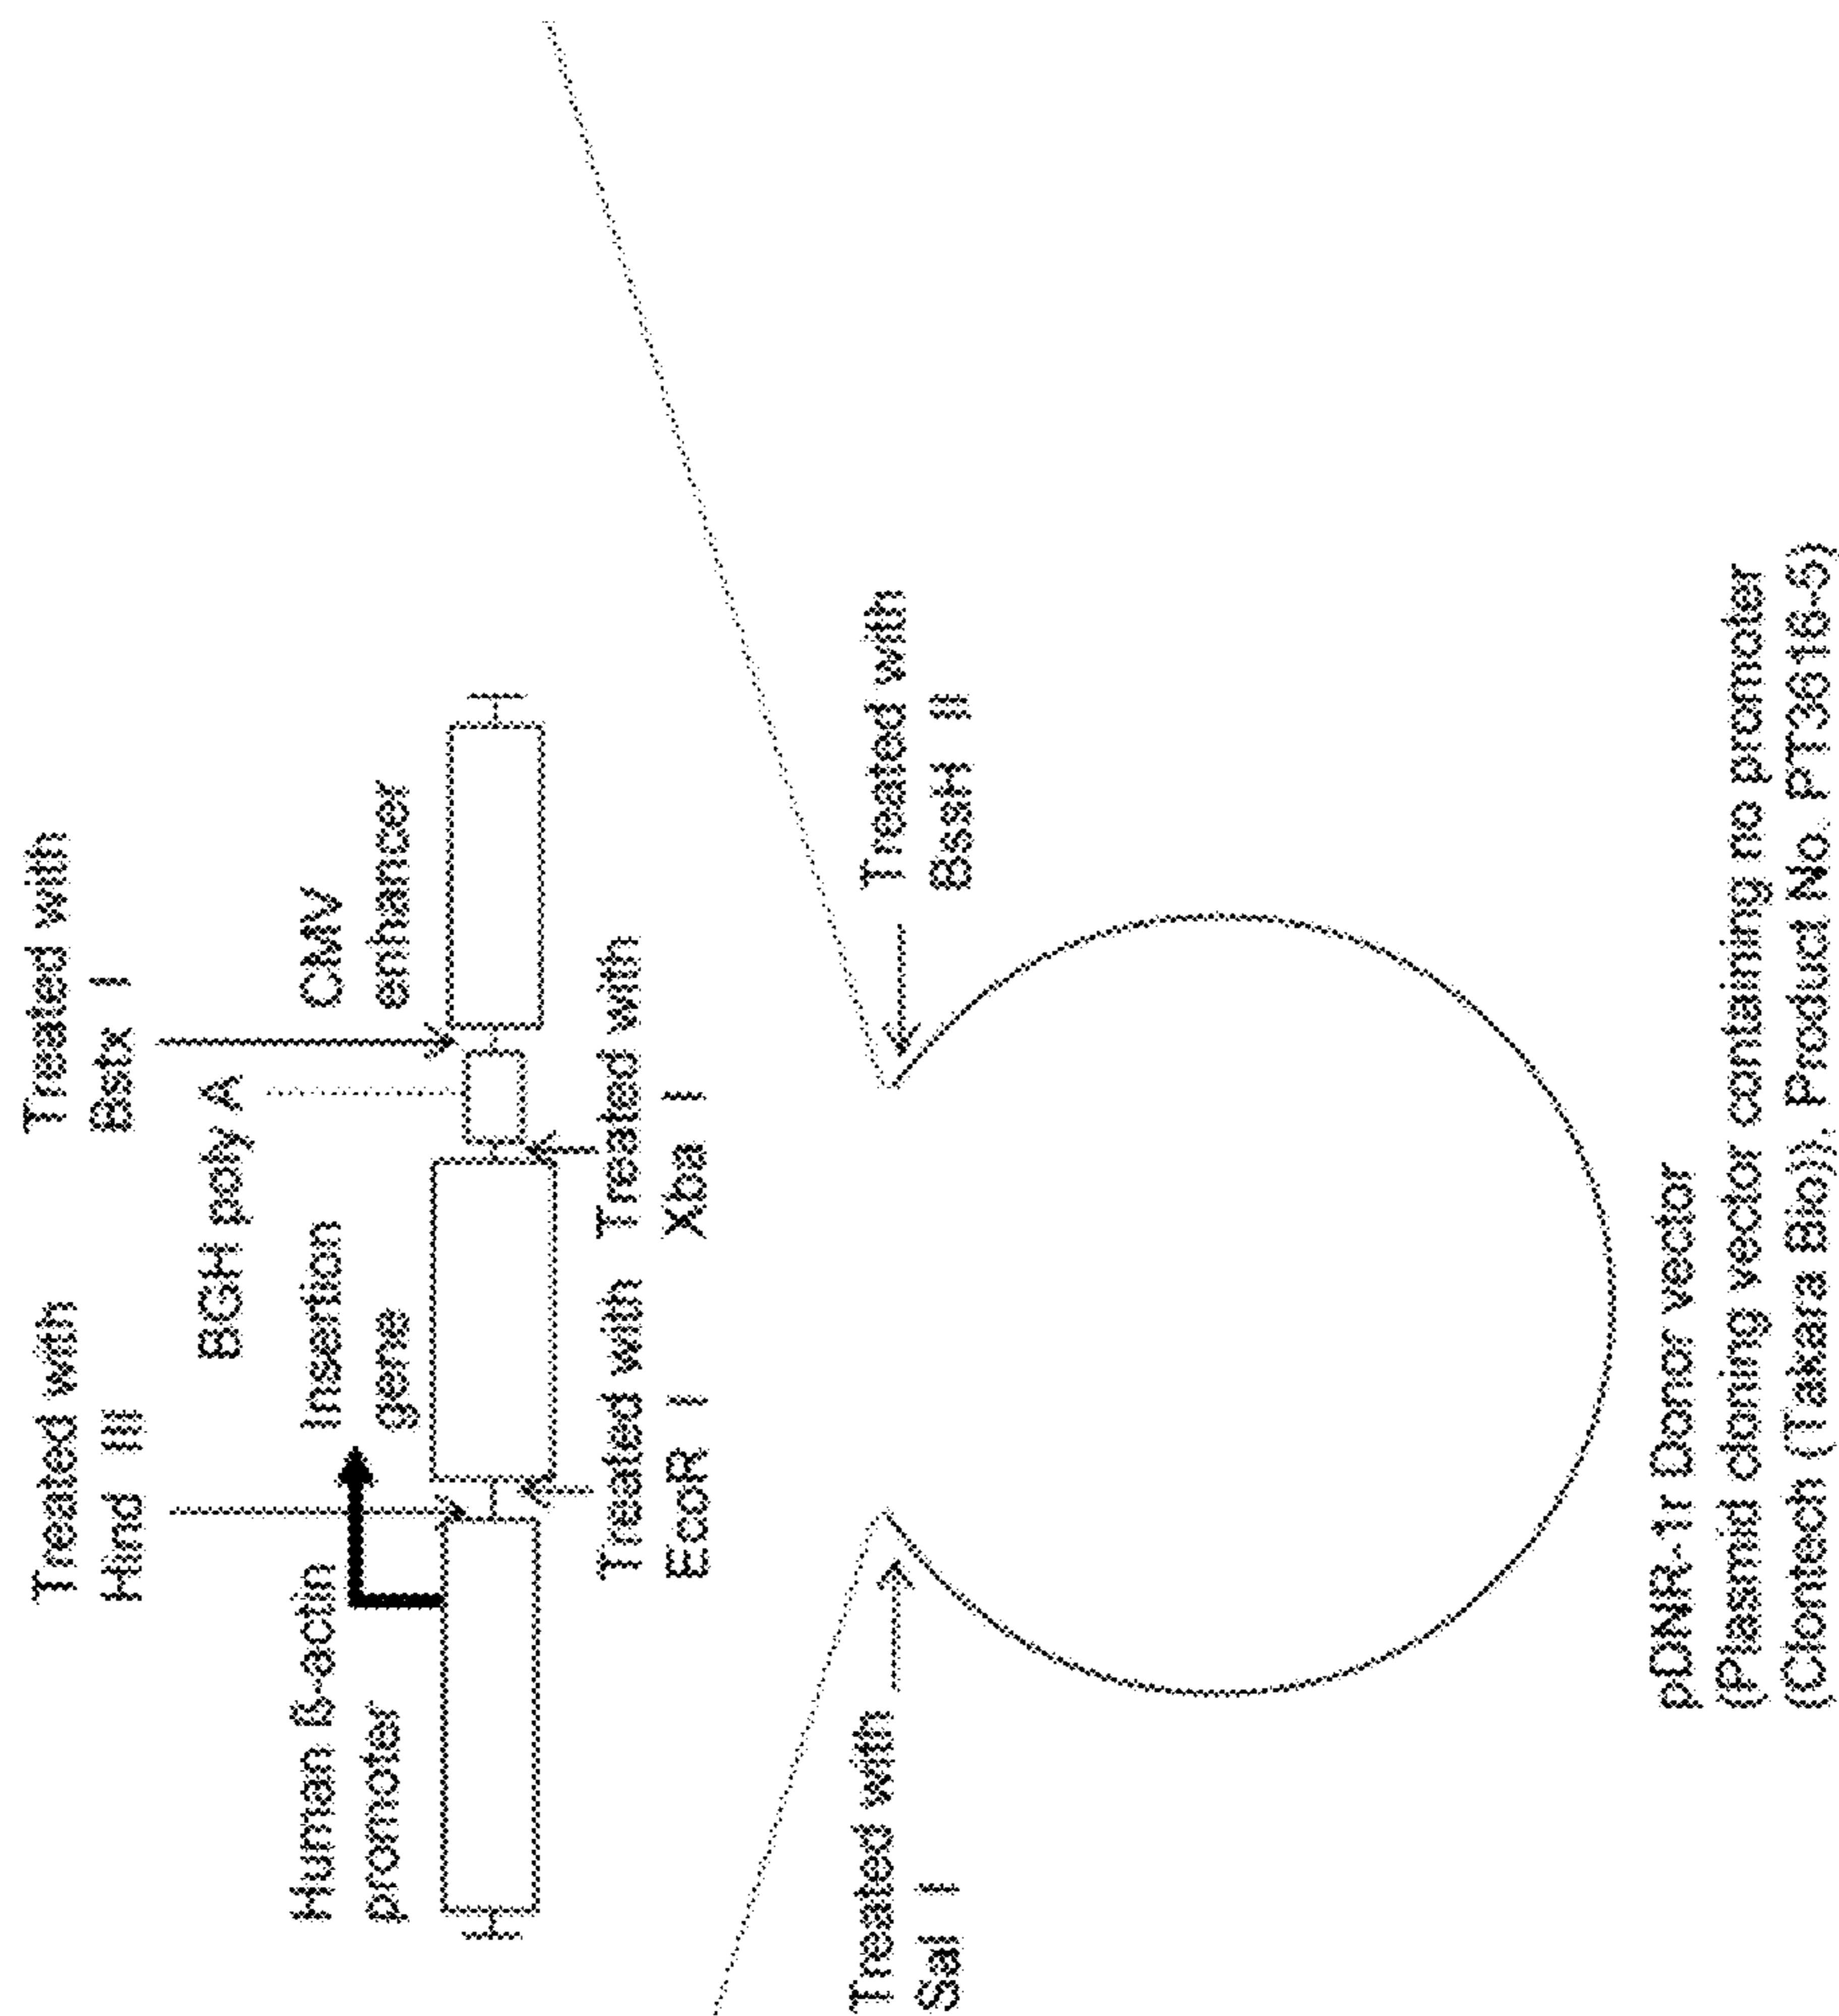 Treated with
Hind III
Treated with
Bstx I
BGH poly A
Human ß-actin
promoter
Insertion
gene
CMV
enhancer
Treated with
EcoR I
Treated with
Xba I
Treated with
Sal I
Treated with
BssH II
pDNR-1r Donor vector
(Plasmid cloning vector containing no promoter
(Clontech (Takara Bio)). Product No. PT3616-5)